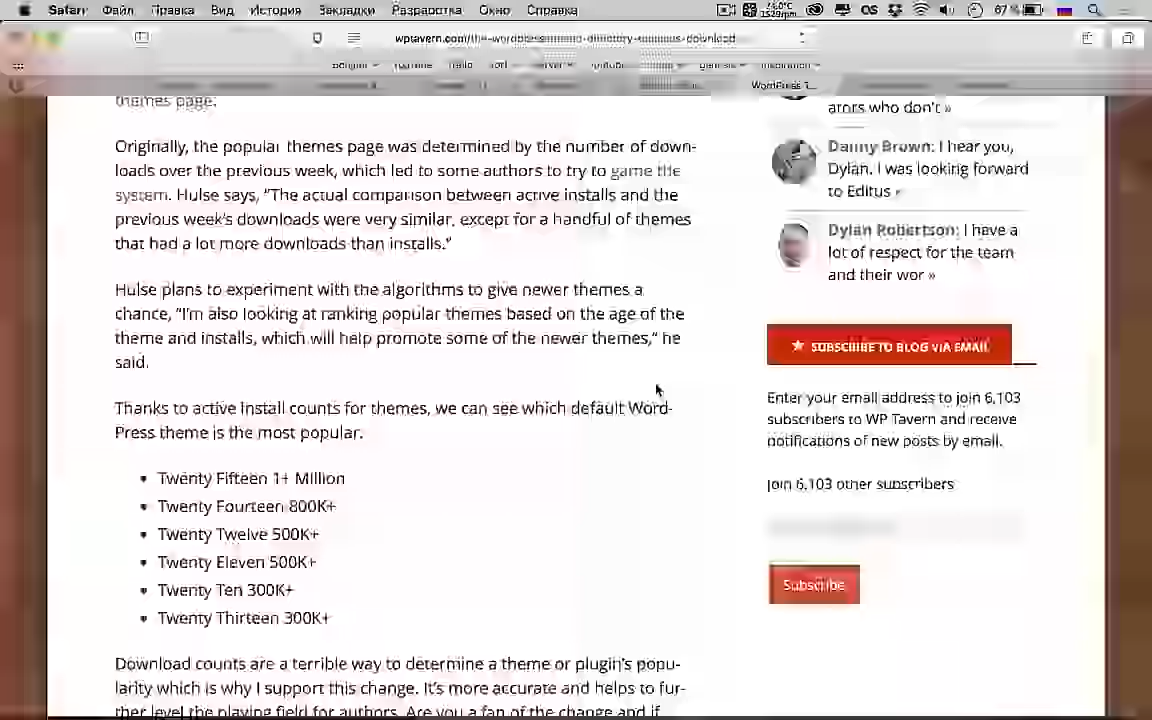 Safari Файл Правка Вид История Закладки Разработка Окно Справка
wptavern.com/
WordPress T...
themes page:
Originally, the popular themes page was determined by the number of down-
loads over the previous week, which led to some authors to try to game the
system. Hulse says, “The actual comparison between active installs and the
previous week’s downloads were very similar, except for a handful of themes
that had a lot more downloads than installs.”
Hulse plans to experiment with the algorithms to give newer themes a
chance, “I’m also looking at ranking popular themes based on the age of the
theme and installs, which will help promote some of the newer themes,” he
said.
Thanks to active install counts for themes, we can see which default Word-
Press theme is the most popular.
• Twenty Fifteen 1+ Million
• Twenty Fourteen 800K+
• Twenty Twelve 500K+
• Twenty Eleven 500K+
• Twenty Ten 300K+
• Twenty Thirteen 300K+
Download counts are a terrible way to determine a theme or plugin’s popu-
larity which is why I support this change. It’s more accurate and helps to fur-
ther level the playing field for authors. Are you a fan of the change and if
ators who don't »
Danny Brown: I hear you,
Dylan. I was looking forward
to Editus »
Dylan Robertson: I have a
lot of respect for the team
and their wor »
SUBSCRIBE TO BLOG VIA EMAIL
Enter your email address to join 6,103
subscribers to WP Tavern and receive
notifications of new posts by email.
Join 6,103 other subscribers
Subscribe